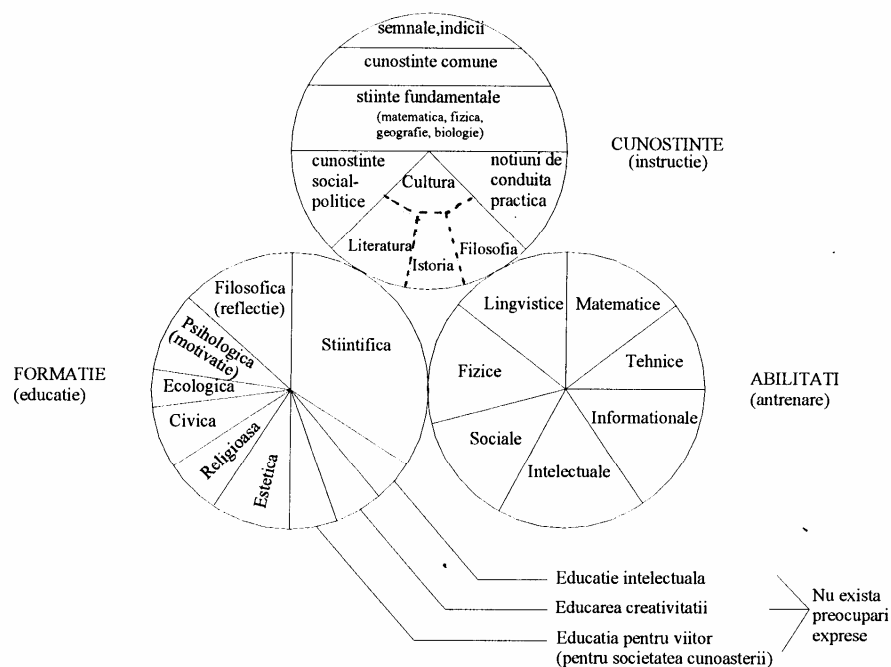 semnale,indicii
cunostinte comune
stiinte fundamentale
(matematica, fizica,
geografie, biologie)
cunostinte
social-
politice
Cultura
notiuni de
conduita
practica
Literatura
Istoria
Filosofia
CUNOSTINTE
(instructie)
Filosofica
(reflectie)
Psihologica
(motivatie)
Ecologica
Civica
Religioasa
Estetica
Stiintifica
FORMATIE
(educatie)
Lingvistice
Matematice
Fizice
Tehnice
Sociale
Informationale
Intelectuale
ABILITATI
(antrenare)
Educatie intelectuala
Educarea creativitatii
Educatia pentru viitor
(pentru societatea cunoasterii)
Nu exista
preocupari
exprese